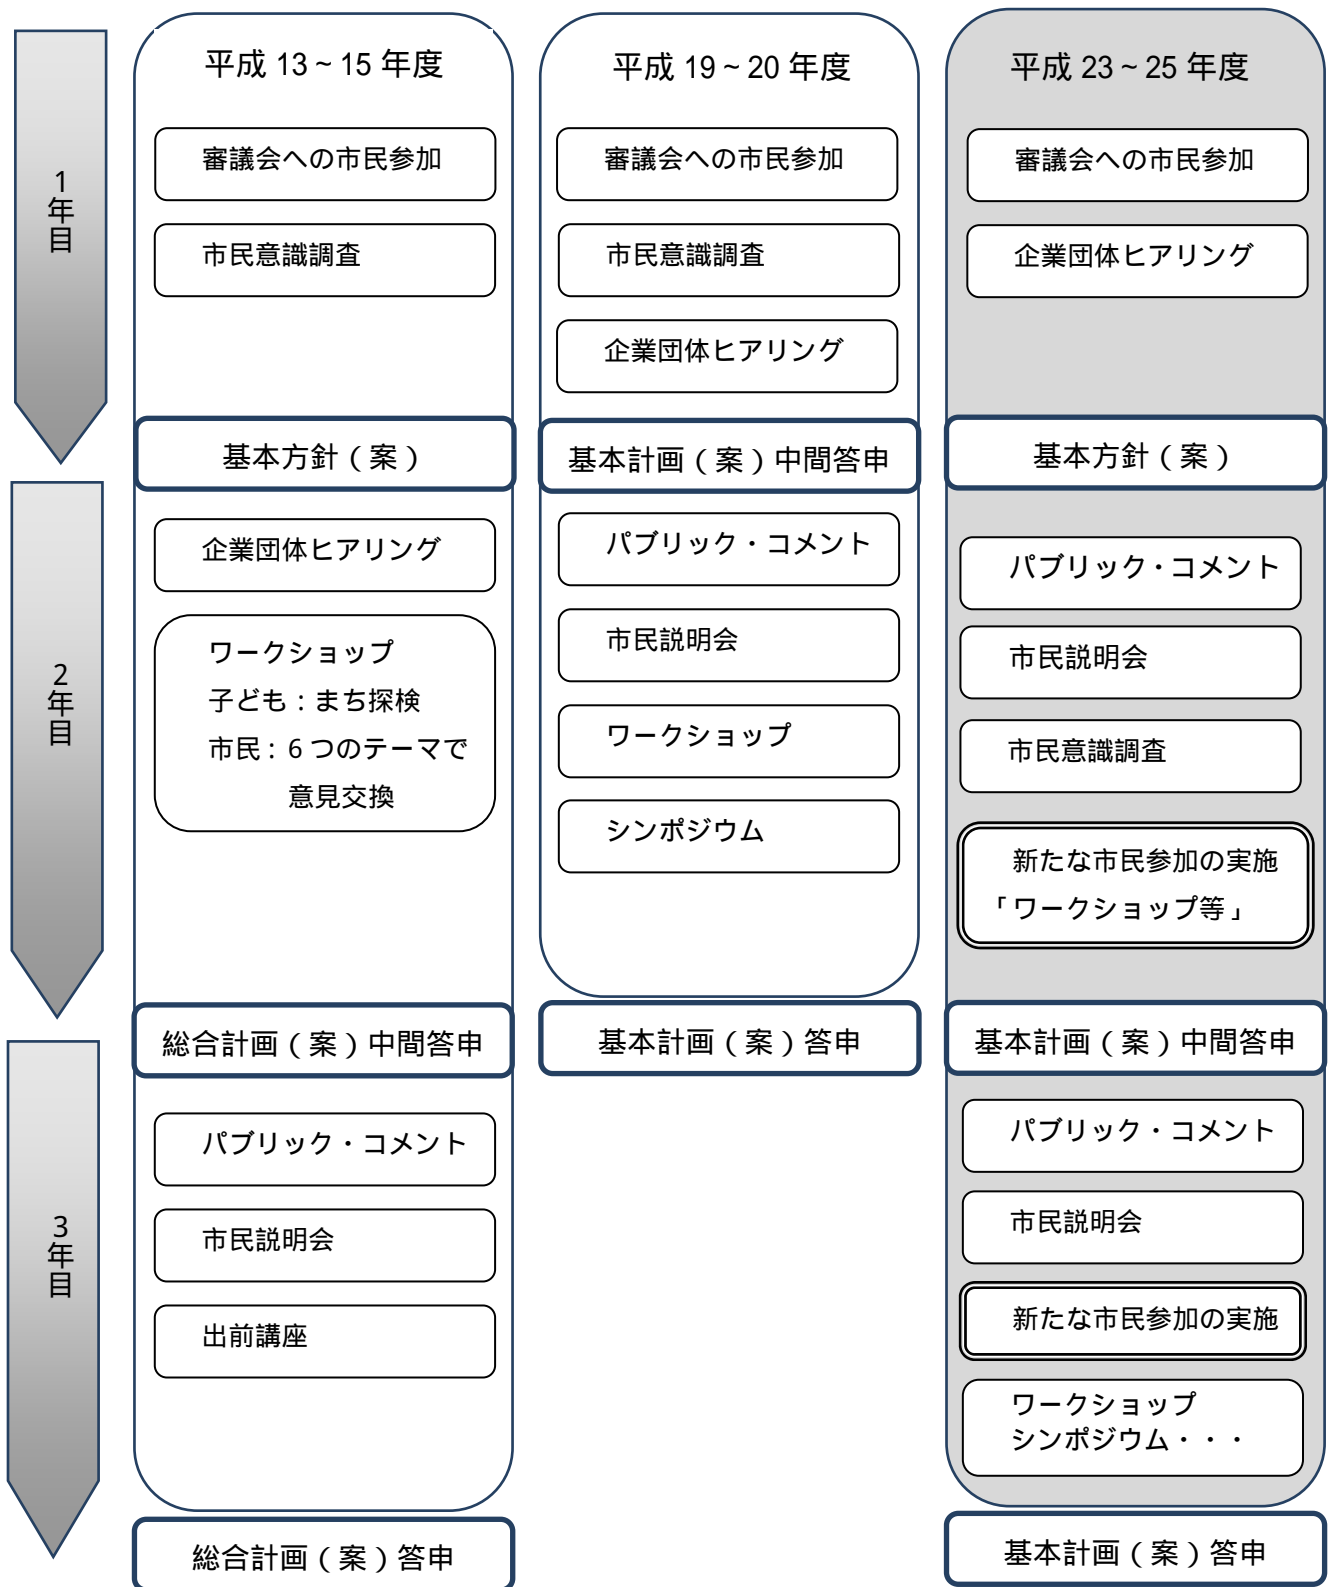 1年目
2年目
3年目
平成 13～15 年度
審議会への市民参加
市民意識調査
基本方針（案）
企業団体ヒアリング
ワークショップ
子ども：まち探検
市民：6 つのテーマで
意見交換
総合計画（案）中間答申
パブリック・コメント
市民説明会
出前講座
総合計画（案）答申
平成 19～20 年度
審議会への市民参加
市民意識調査
企業団体ヒアリング
基本計画（案）中間答申
パブリック・コメント
市民説明会
ワークショップ
シンポジウム
基本計画（案）答申
平成 23～25 年度
審議会への市民参加
企業団体ヒアリング
基本方針（案）
パブリック・コメント
市民説明会
市民意識調査
新たな市民参加の実施
「ワークショップ等」
基本計画（案）中間答申
パブリック・コメント
市民説明会
新たな市民参加の実施
ワークショップ
シンポジウム・・・
基本計画（案）答申